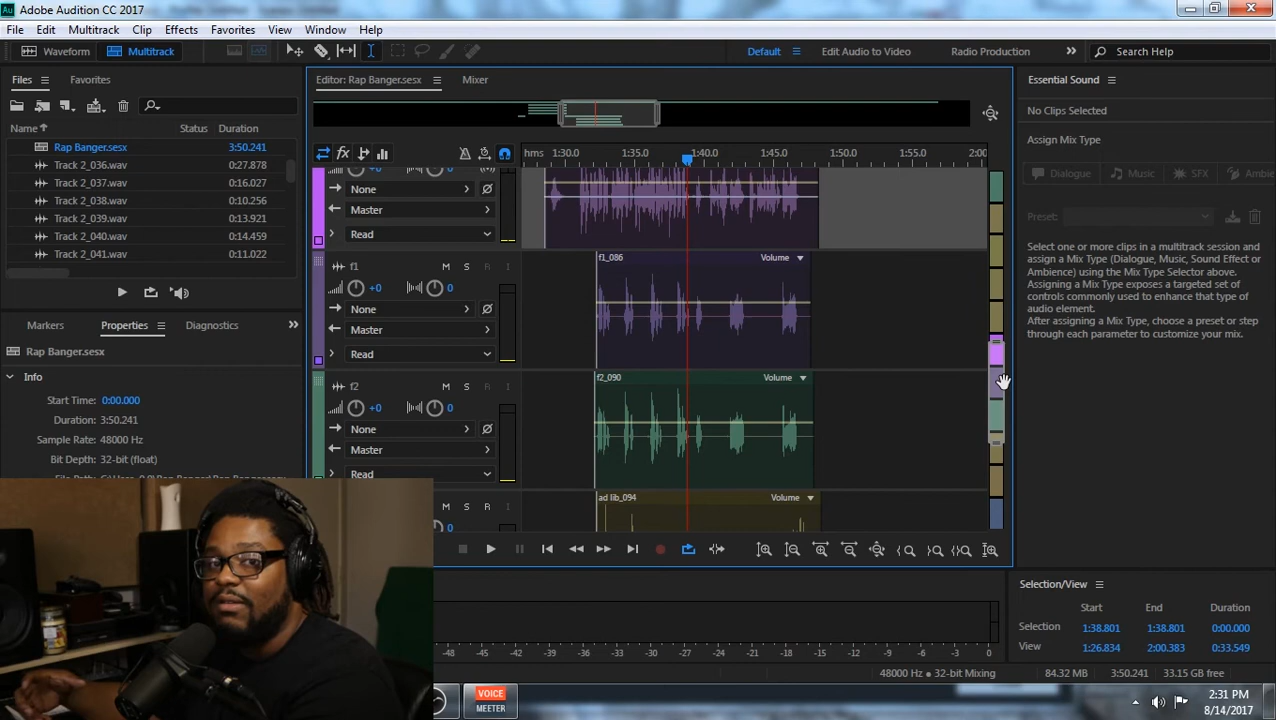 Au Adobe Audition CC 2017
File Edit Multitrack Clip Effects Favorites View Window Help
Waveform Multitrack Default Edit Audio to Video Radio Production Search Help
Files Favorites
Editor: Rap Banger.sesx Mixer
Essential Sound
No Clips Selected
Name Status Duration
Assign Mix Type
Rap Banger.sesx 3:50.241
hms 1:30.0 1:35.0 1:40.0 1:45.0 1:50.0 1:55.0 2:00
Track 2_036.wav 0:27.878
Track 2_037.wav 0:16.027
Track 2_038.wav 0:10.256
Track 2_039.wav 0:13.921
Track 2_040.wav 0:14.459
Track 2_041.wav 0:11.022
None
Master
Read
Dialogue Music SFX Ambie
Preset:
Select one or more clips in a multitrack session and
assign a Mix Type (Dialogue, Music, Sound Effect or
Ambience) using the Mix Type Selector above.
Assigning a Mix Type exposes a targeted set of
controls commonly used to enhance that type of
audio element.
After assigning a Mix Type, choose a preset or step
through each parameter to customize your mix.
f1 M S R I
+0 0
None
Master
Read
f1_086 Volume
Markers Properties Diagnostics
Rap Banger.sesx
Info
Start Time: 0:00.000
Duration: 3:50.241
Sample Rate: 48000 Hz
Bit Depth: 32-bit (float)
f2 M S R I
+0 0
None
Master
Read
f2_090 Volume
M S R
0
ad lib_094 Volume
Selection/View
Start End Duration
Selection 1:38.801 1:38.801 0:00.000
View 1:26.834 2:00.383 0:33.549
-48 -45 -42 -39 -36 -33 -30 -27 -24 -21 -18 -15 -12 -9 -6 -3 0
48000 Hz ● 32-bit Mixing 84.32 MB 3:50.241 33.15 GB free
VOICE
MEETER
2:31 PM
8/14/2017